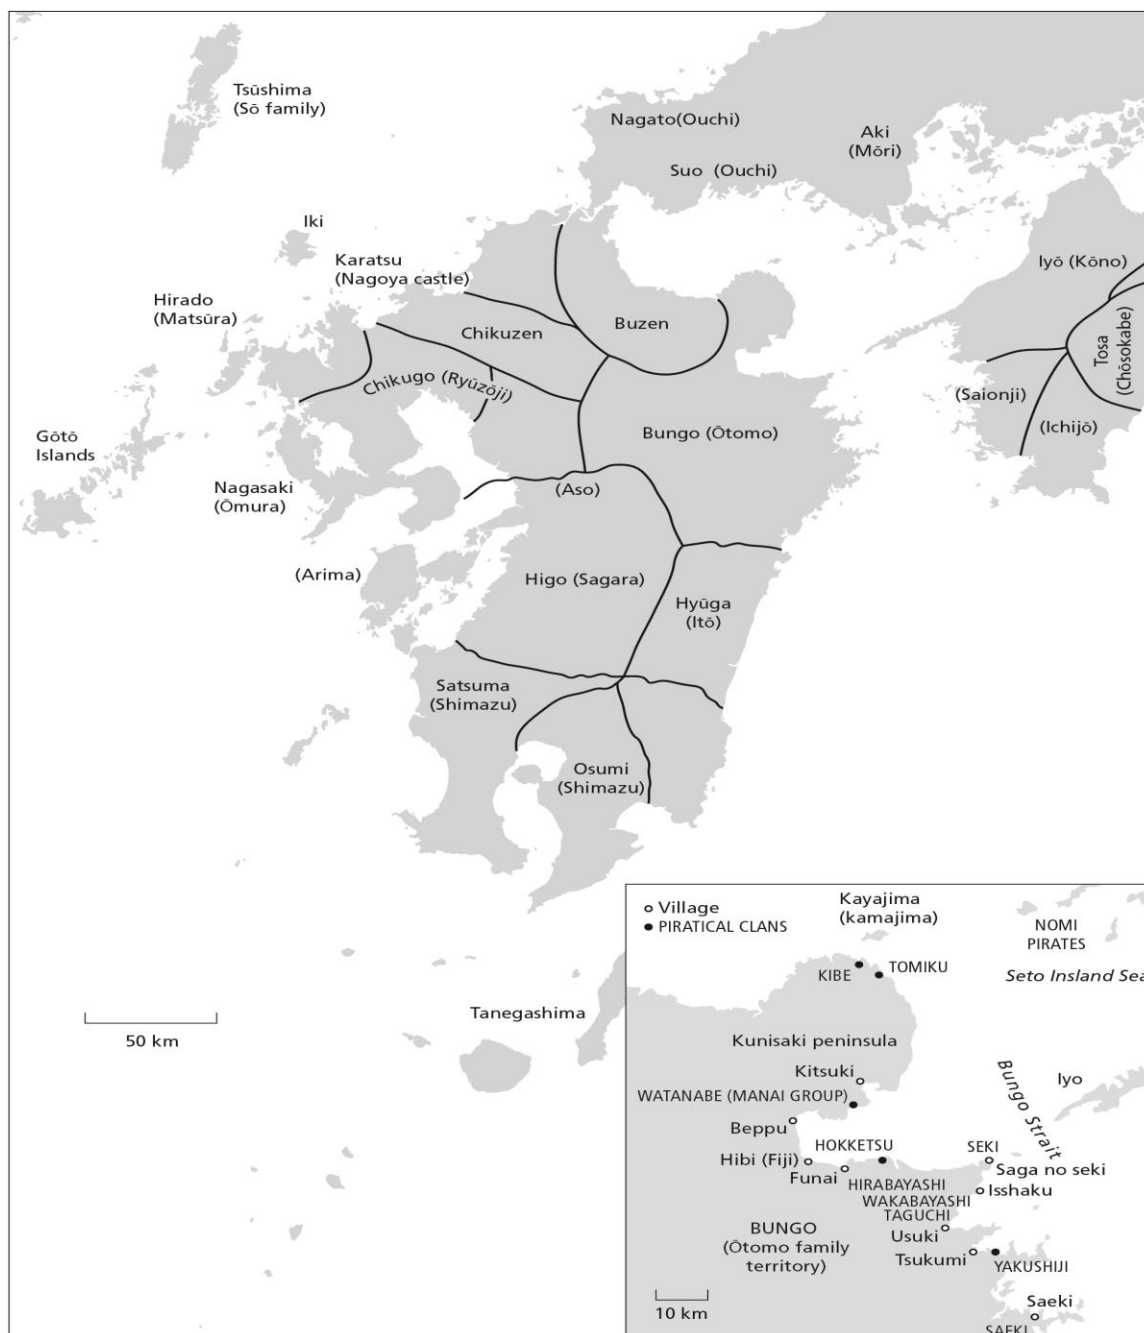 Tsūshima
(Sō family)
Nagato(Ouchi)
Suo (Ouchi)
Aki
(Mōri)
Iki
Karatsu
(Nagoya castle)
Hirado
(Matsūra)
Chikuzen
Buzen
Iyō (Kōno)
Tosa
(Chōsokabe)
Chikugo (Ryūzōji)
(Saionji)
(Ichijō)
Bungo (Ōtomo)
Gōtō
Islands
Nagasaki
(Ōmura)
(Aso)
(Arima)
Higo (Sagara)
Hyūga
(Itō)
Satsuma
(Shimazu)
Osumi
(Shimazu)
Tanegashima
50 km
Village
PIRATICAL CLANS
Kayajima
(kamajima)
NOMI
PIRATES
KIBE
TOMIKU
Seto Insland Sea
Kunisaki peninsula
Kitsuki
WATANABE (MANAI GROUP)
Bungo Strait
Iyo
Beppu
HOKKETSU
SEKI
Hibi (Fiji)
Saga no seki
Funai
HIRABAYASHI
WAKABAYASHI
Isshaku
TAGUCHI
Usuki
BUNGO
(Ōtomo family
territory)
Tsukumi
YAKUSHIJI
10 km
Saeki
SAEKI